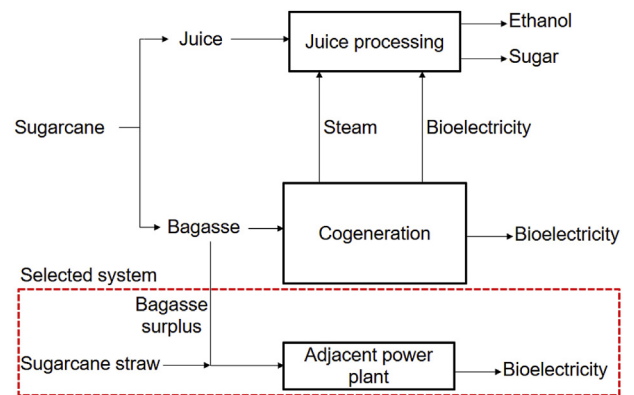 Ethanol
Juice
Juice processing
Sugar
Sugarcane
Steam
Bioelectricity
Bagasse
Cogeneration
Bioelectricity
Selected system
Bagasse
surplus
Sugarcane straw
Adjacent power
plant
Bioelectricity